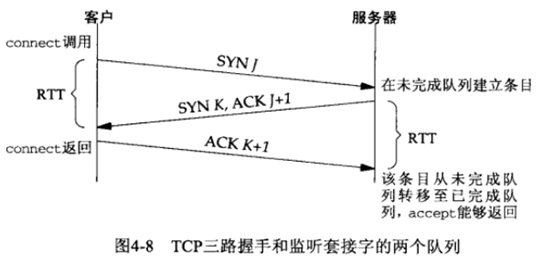 客户
服务器
connect调用
SYN J
在未完成队列建立条目
RTT
SYN K, ACK J+1
RTT
connect返回
ACK K+1
该条目从未完成队
列转移至已完成队
列，accept能够返回
图4-8 TCP三路握手和监听套接字的两个队列